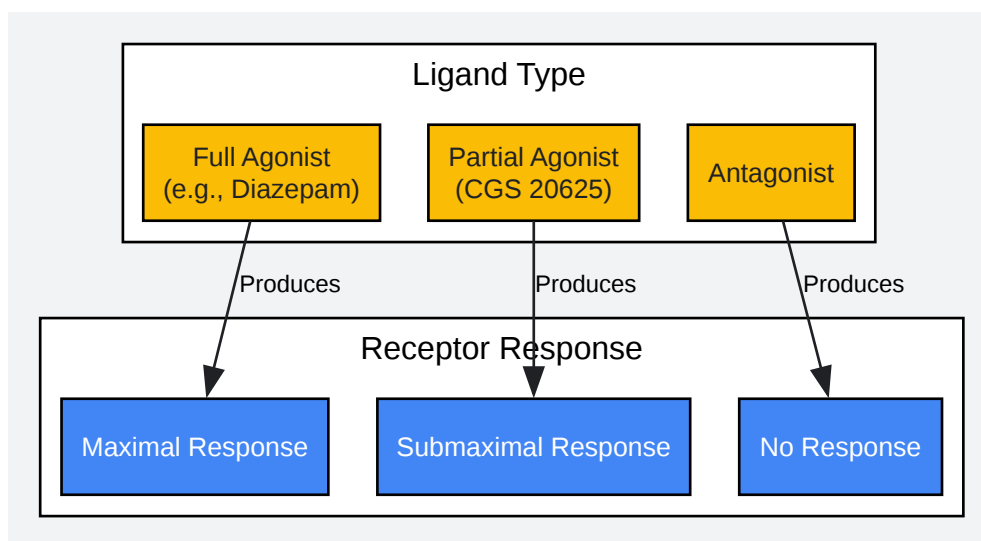 Ligand Type
Full Agonist
(e.g., Diazepam)
Partial Agonist
(CGS 20625)
Antagonist
Produces
Produces
Produces
Receptor Response
Maximal Response
Submaximal Response
No Response